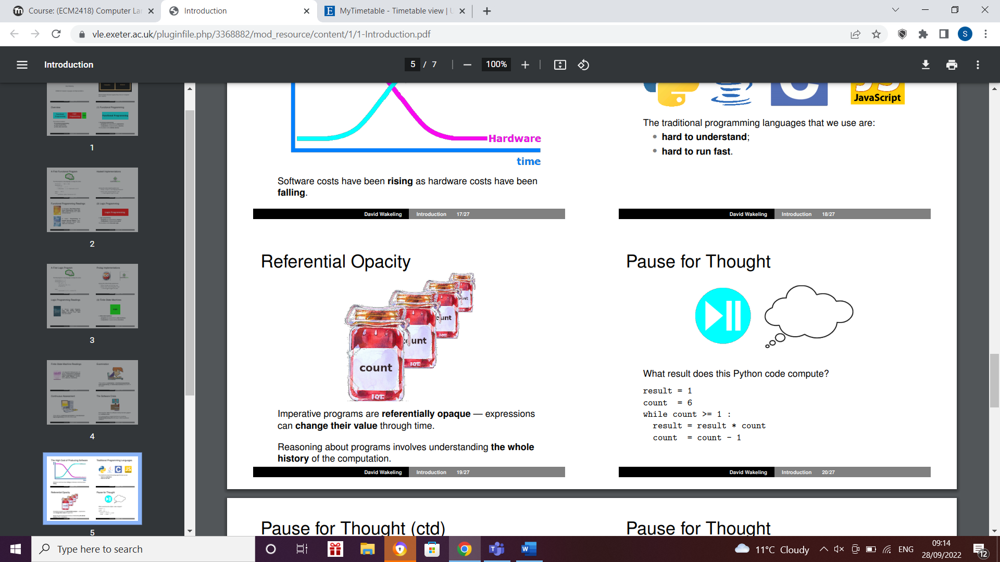 Course: (ECM2418) Computer La
Introduction
MyTimetable - Timetable view | U
vle.exeter.ac.uk/pluginfile.php/3368882/mod_resource/content/1/1-Introduction.pdf
S
Introduction
5 / 7
100%
1
2
3
4
5
Hardware
time
Software costs have been rising as hardware costs have been
falling.
David Wakeling Introduction 17/27
JavaScript
The traditional programming languages that we use are:
• hard to understand;
• hard to run fast.
David Wakeling Introduction 18/27
Referential Opacity
count
Imperative programs are referentially opaque — expressions
can change their value through time.
Reasoning about programs involves understanding the whole
history of the computation.
David Wakeling Introduction 19/27
Pause for Thought
What result does this Python code compute?
result = 1
count = 6
while count >= 1 :
result = result * count
count = count - 1
David Wakeling Introduction 20/27
Pause for Thought (ctd)
Pause for Thought
Type here to search
11°C Cloudy
ENG
09:14
28/09/2022
12